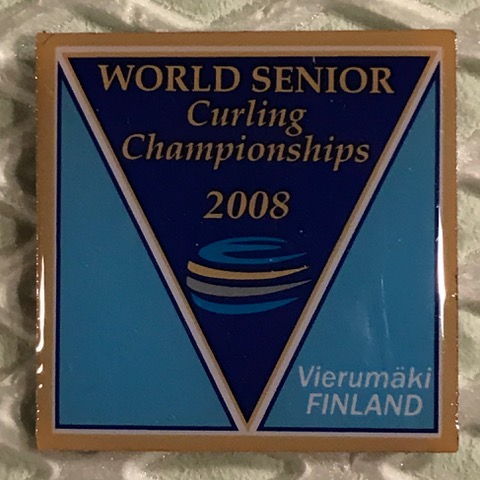 WORLD SENIOR
Curling
Championships
2008
Vierumäki
FINLAND